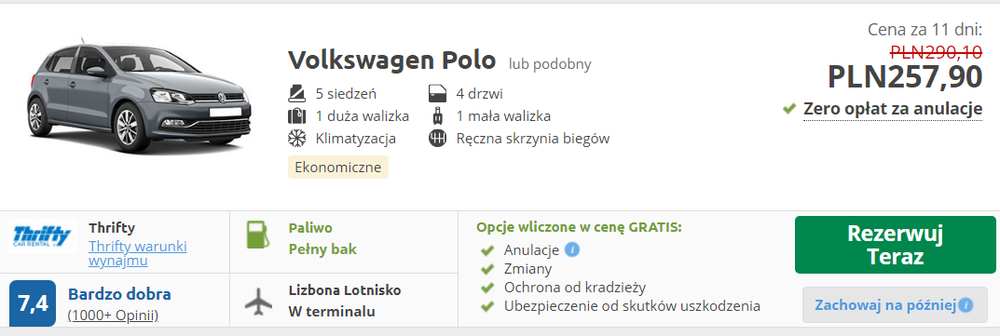 Cena za 11 dni:
PLN290,10
PLN257,90
Zero opłat za anulacje
Volkswagen Polo lub podobny
5 siedzeń 4 drzwi
1 duża walizka 1 mała walizka
Klimatyzacja Ręczna skrzynia biegów
Ekonomiczne
Thrifty
CAR RENTAL
Thrifty
Thrifty warunki
wynajmu
7,4
Bardzo dobra
(1000+ Opinii)
Paliwo
Pełny bak
Lizbona Lotnisko
W terminalu
Opcje wliczone w cenę GRATIS:
Anulacje i
Zmiany
Ochrona od kradzieży
Ubezpieczenie od skutków uszkodzenia
Rezerwuj
Teraz
Zachowaj na później i